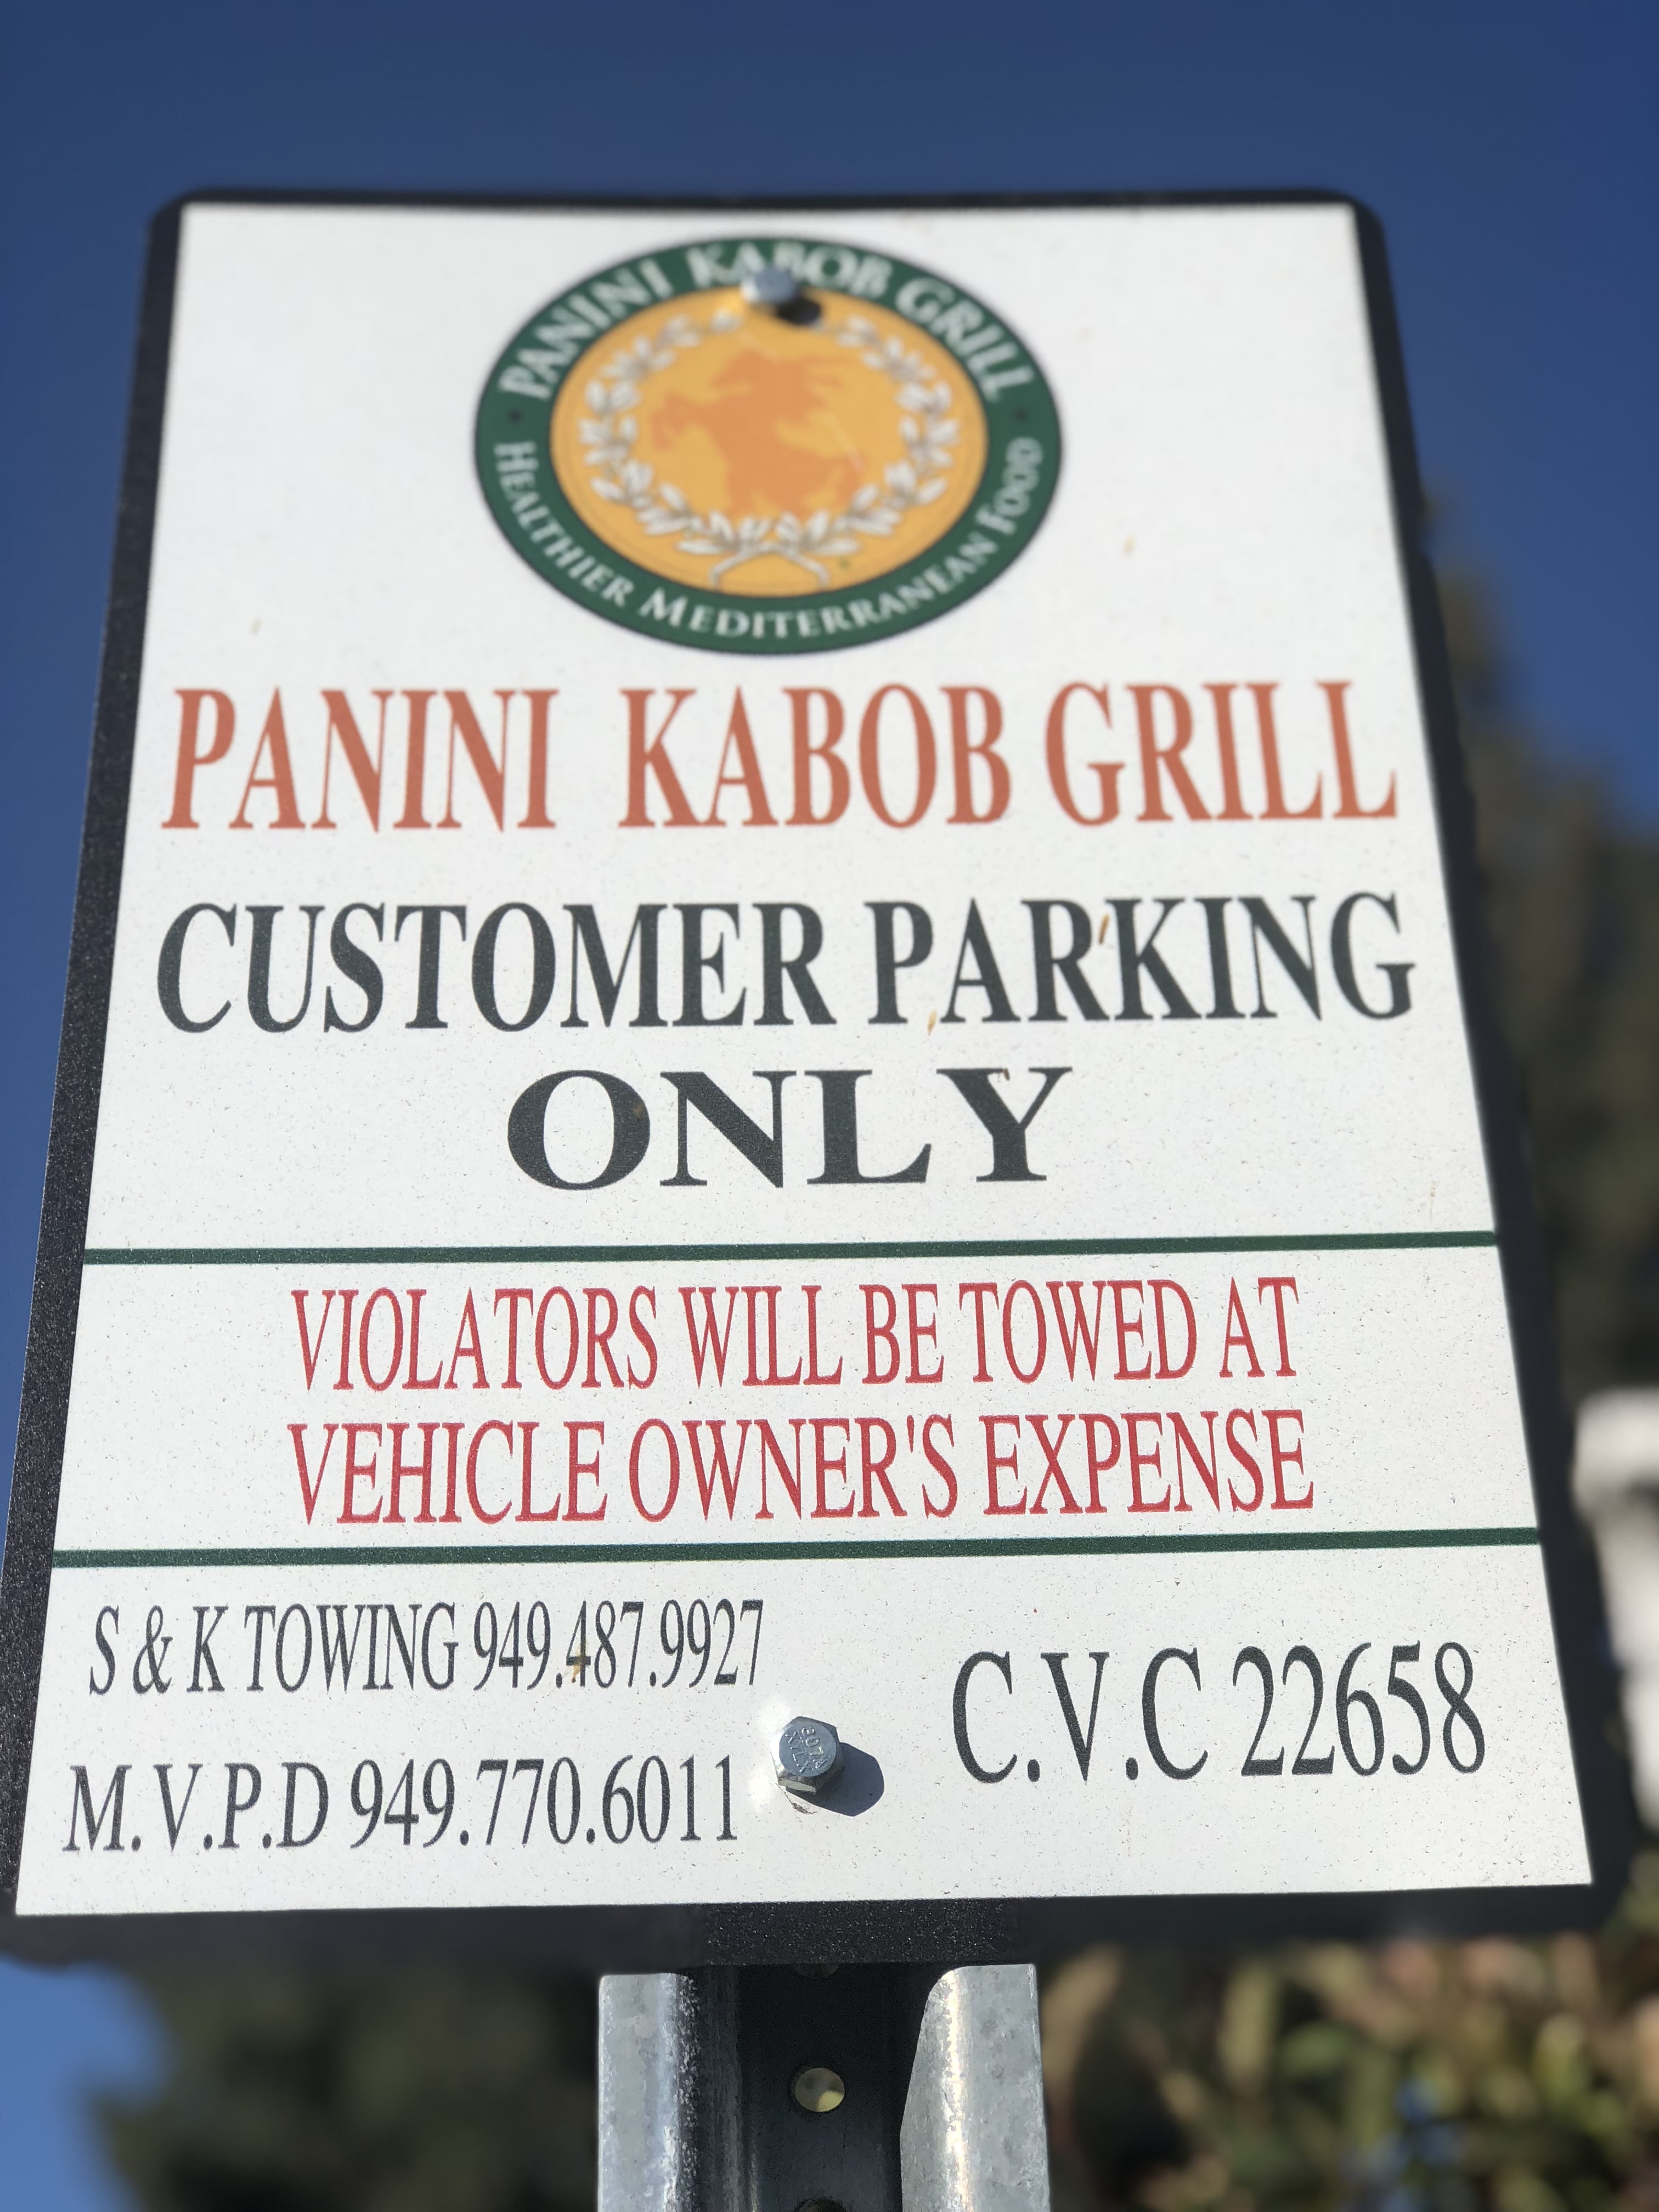 PANINI KABOB GRILL
HEALTHIER MEDITERRANEAN FOOD
PANINI KABOB GRILL
CUSTOMER PARKING
ONLY
VIOLATORS WILL BE TOWED AT
VEHICLE OWNER'S EXPENSE
S & K TOWING 949.487.9927
M.V.P.D 949.770.6011
C.V.C 22658